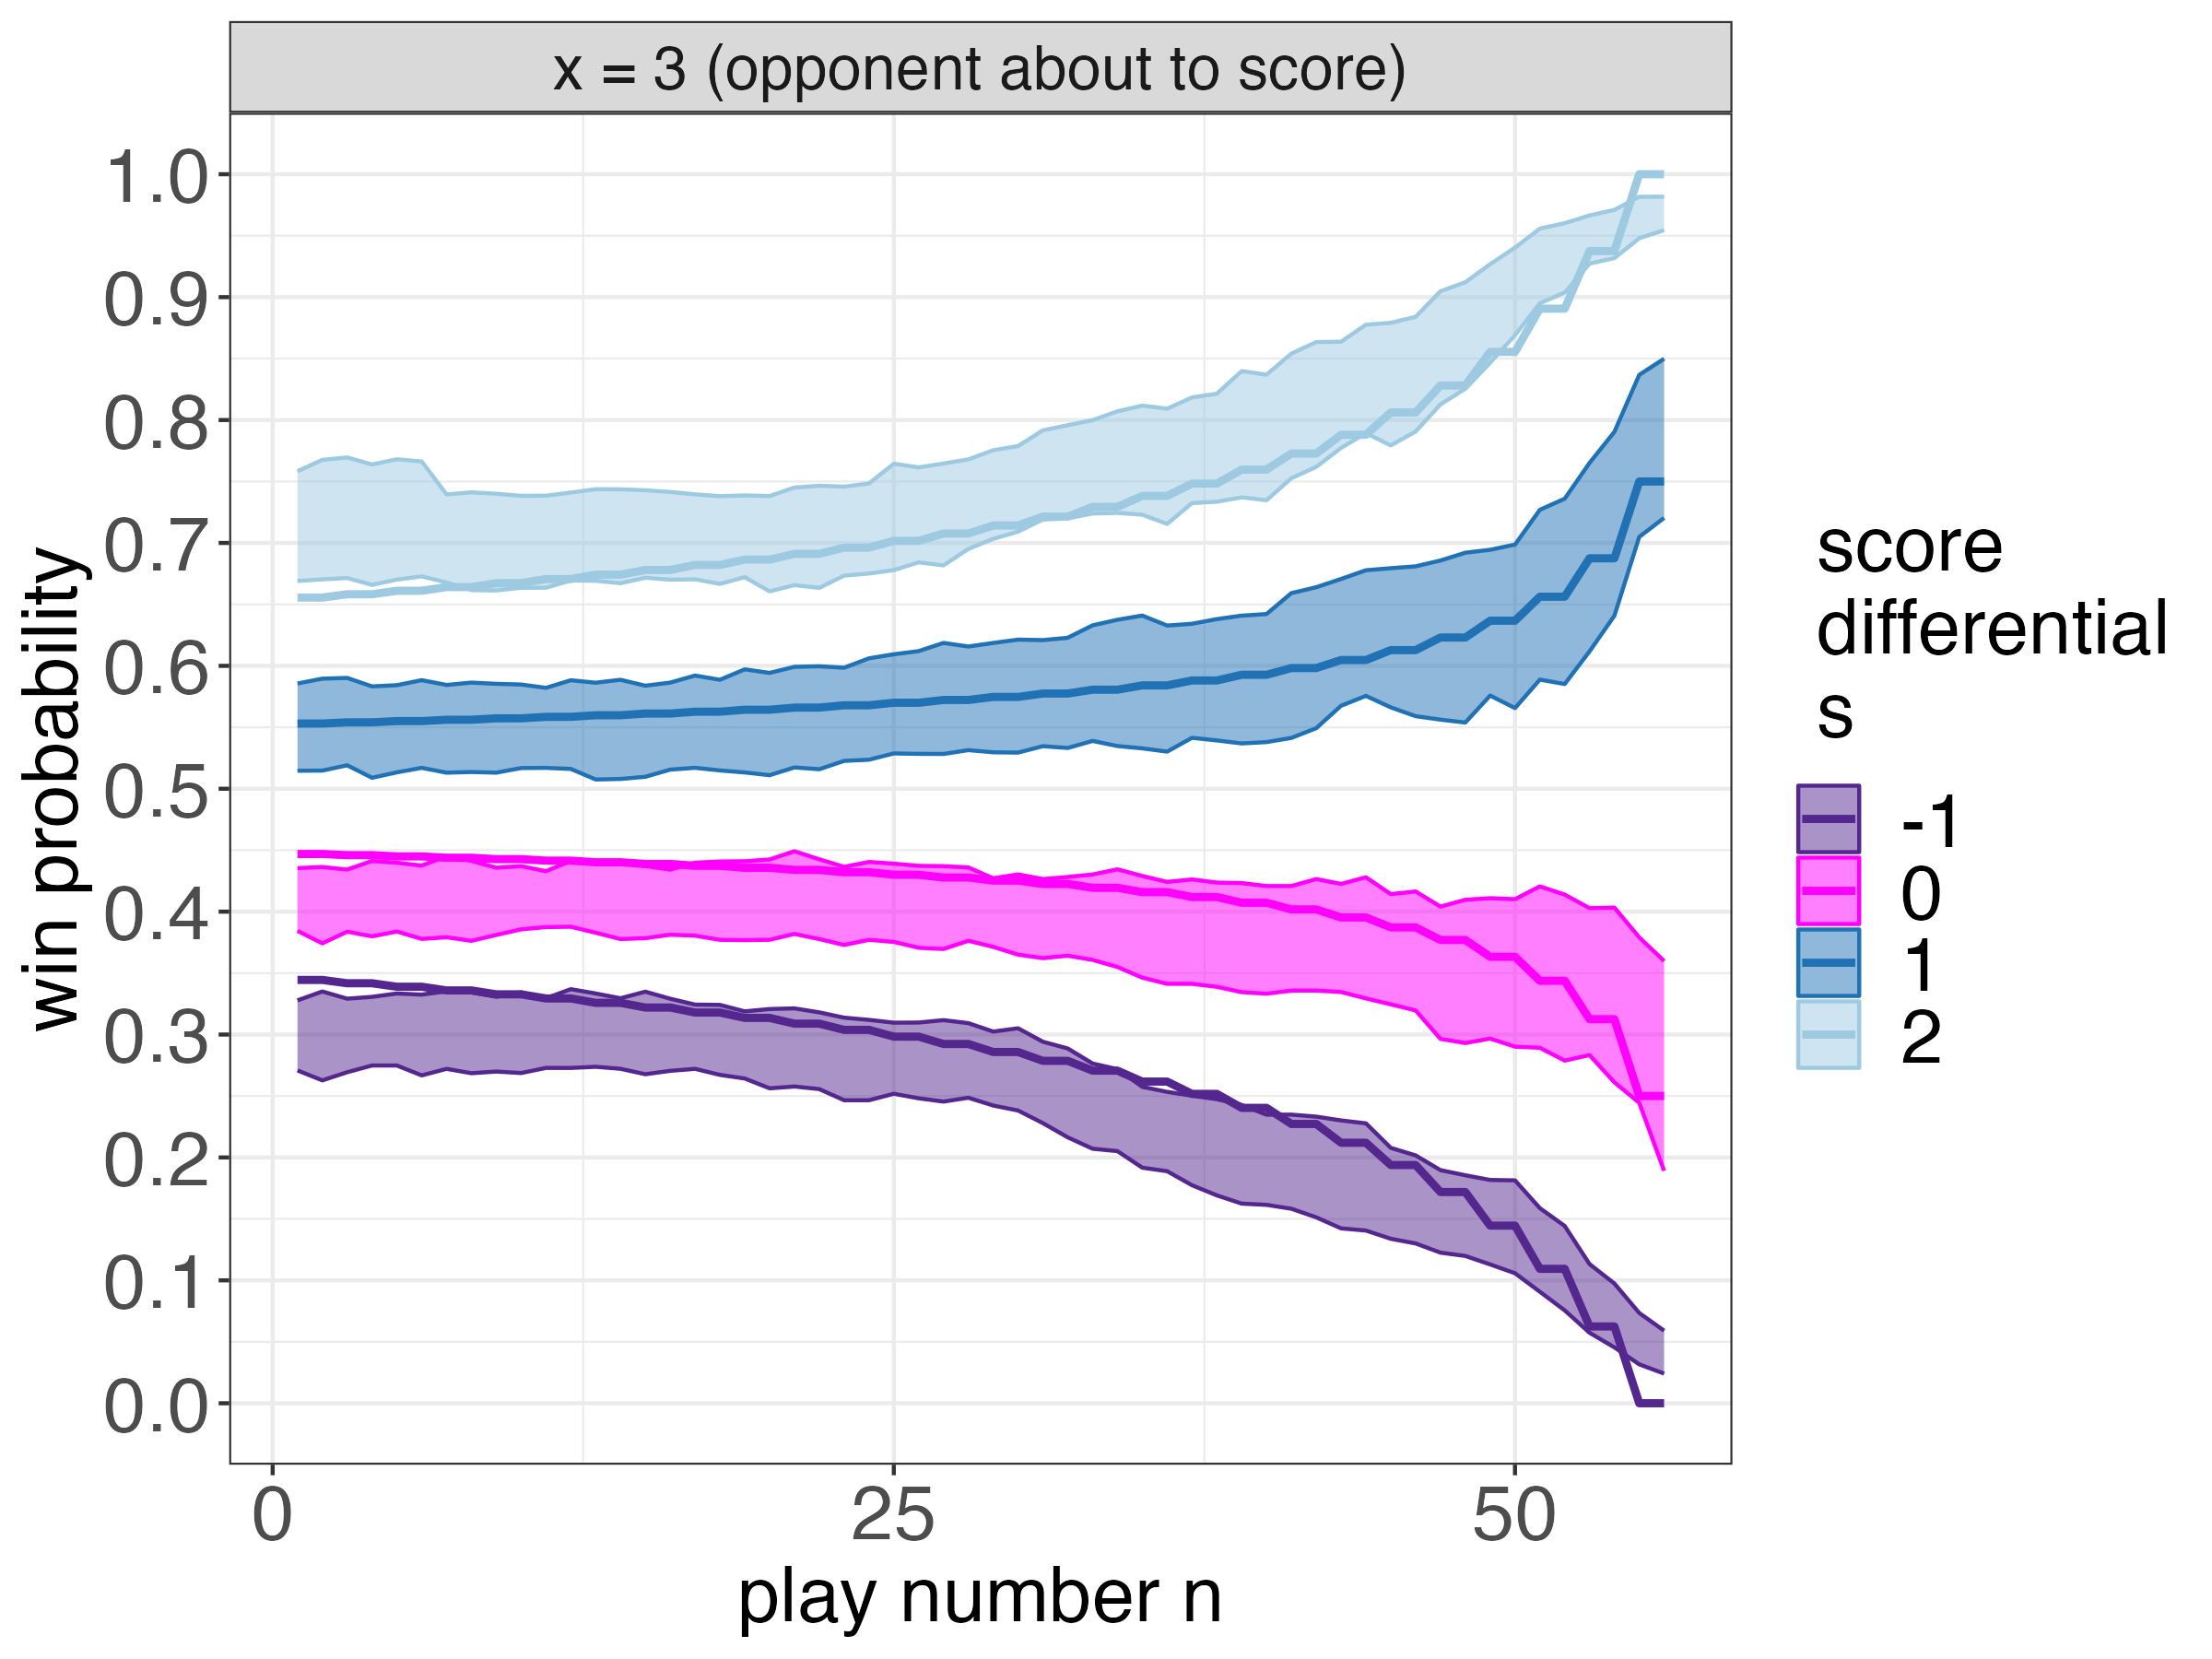 x = 3 (opponent about to score)
1.0
0.9
0.8
0.7
0.6
0.5
0.4
0.3
0.2
0.1
0.0
win probability
0 25 50
play number n
score
differential
s
-1
0
1
2